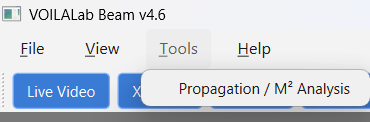 VOILALab Beam v4.6
File View Tools Help
Live Video X
Propagation / M² Analysis